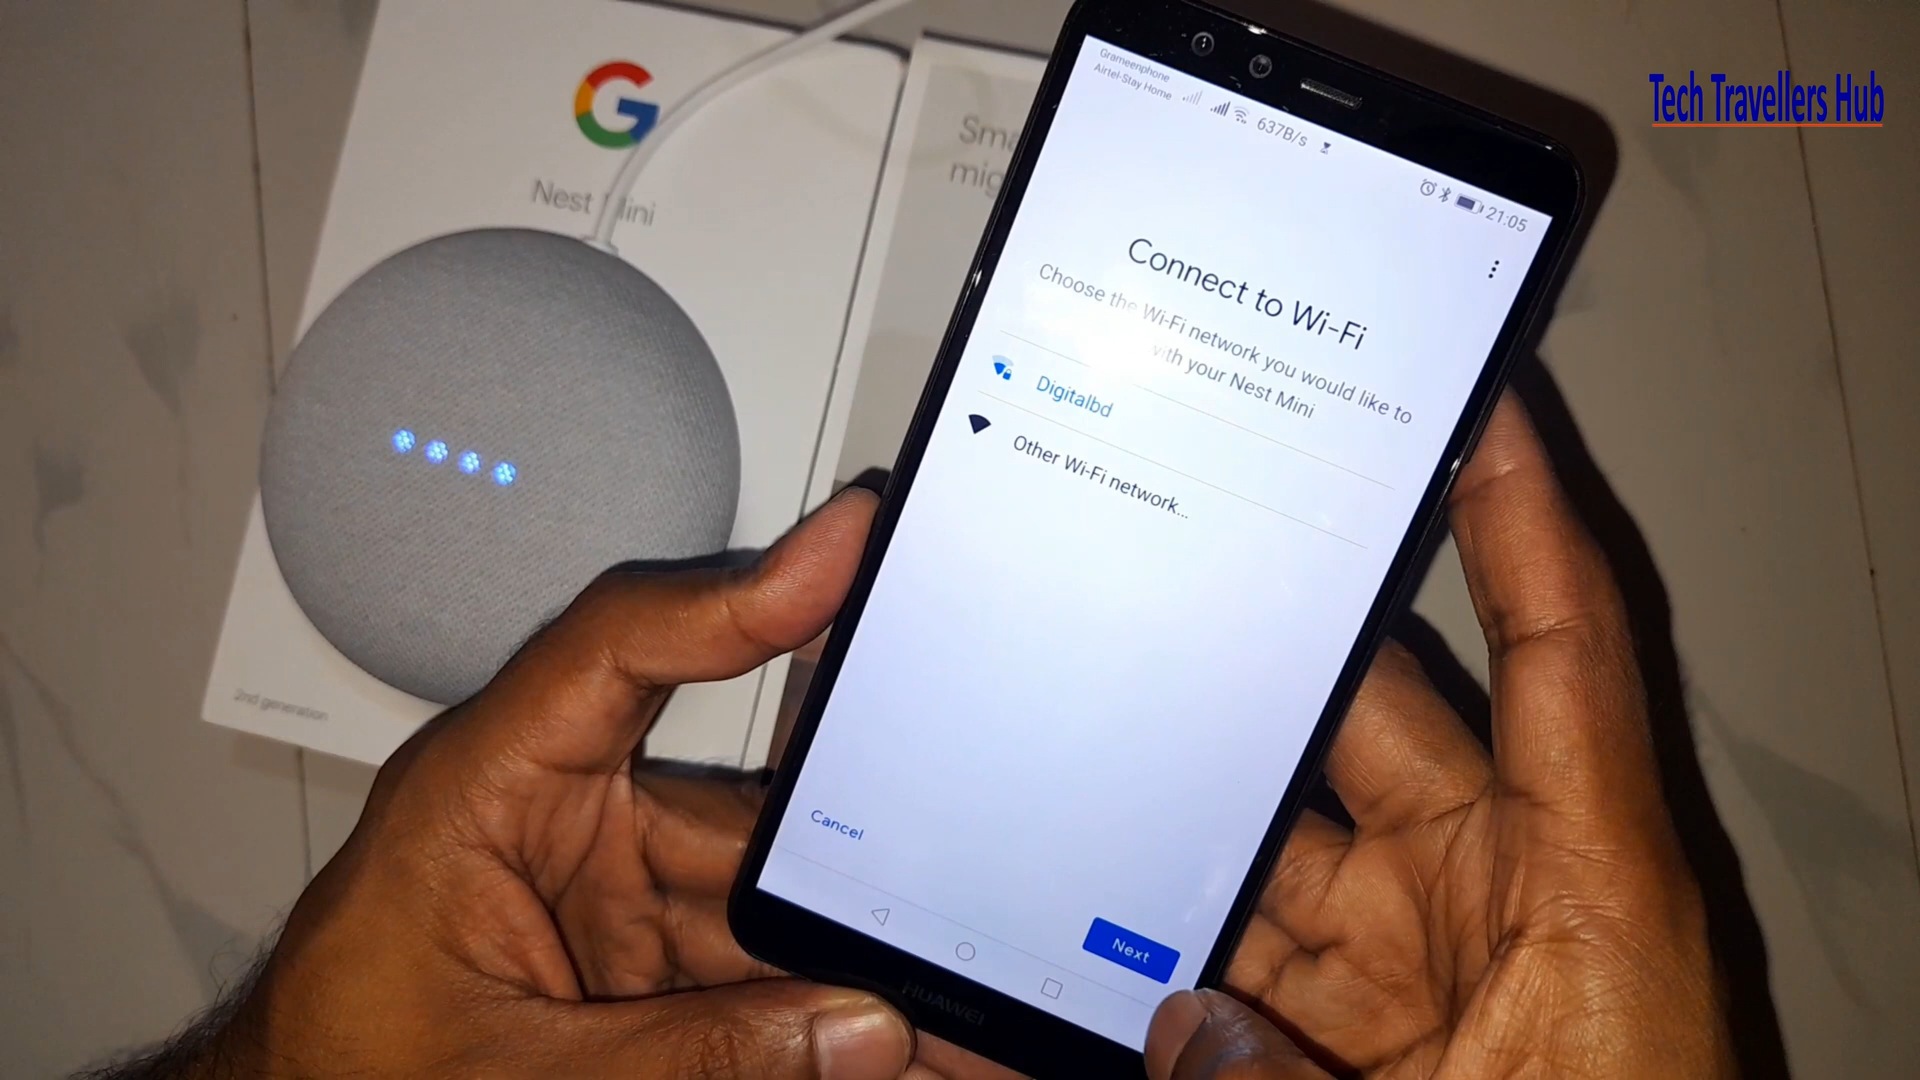 Tech Travellers Hub
G
Nest Mini
2nd generation
Grameenphone
Airtel-Stay Home
637B/s
21:05
Connect to Wi-Fi
Choose the Wi-Fi network you would like to
with your Nest Mini
Digitalbd
Other Wi-Fi network...
Cancel
Next
HUAWEI